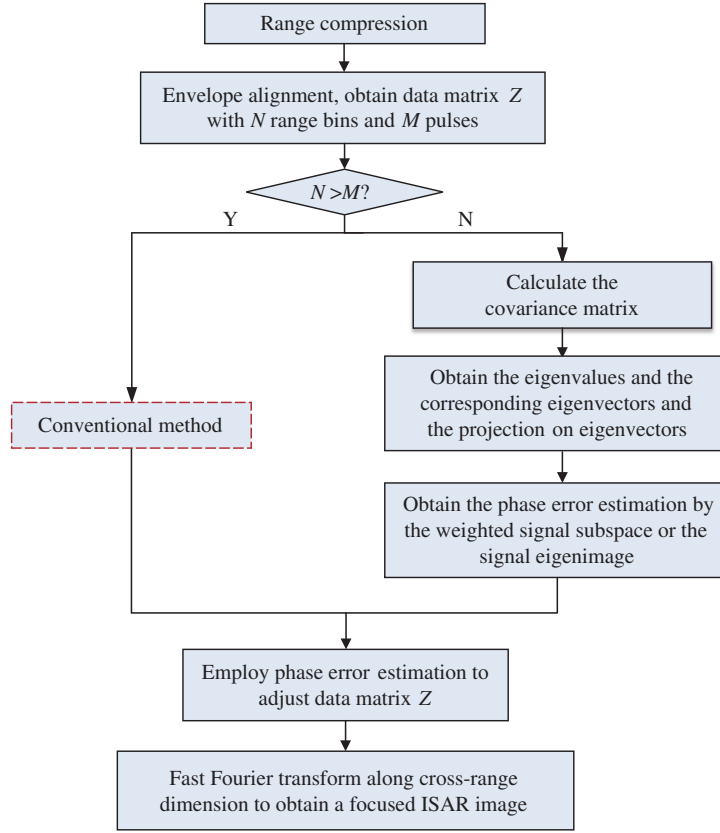 Range compression
Envelope alignment, obtain data matrix Z
with N range bins and M pulses
N >M?
Y
N
Calculate the
covariance matrix
Obtain the eigenvalues and the
corresponding eigenvectors and
the projection on eigenvectors
Conventional method
Obtain the phase error estimation by
the weighted signal subspace or the
signal eigenimage
Employ phase error estimation to
adjust data matrix Z
Fast Fourier transform along cross-range
dimension to obtain a focused ISAR image